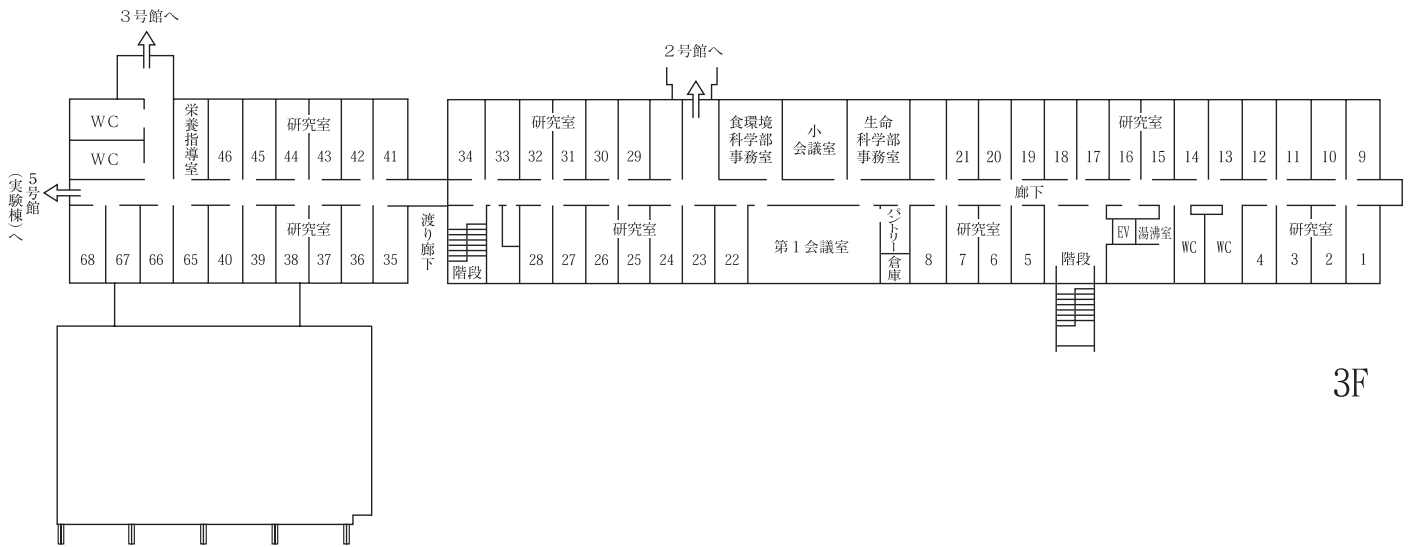 3号館へ
2号館へ
WC
WC
栄養指導室
研究室
46 45 44 43 42 41
研究室
34 33 32 31 30 29
食環境
科学部
事務室
小
会議室
生命
科学部
事務室
研究室
21 20 19 18 17 16 15 14 13 12 11 10 9
5号館
(実験棟)へ
廊下
研究室
68 67 66 65 40 39 38 37 36 35
渡り廊下
階段
研究室
28 27 26 25 24 23 22
第1会議室
パントリー
倉庫
研究室
8 7 6 5
階段
EV
湯沸室
WC
WC
研究室
4 3 2 1
3F